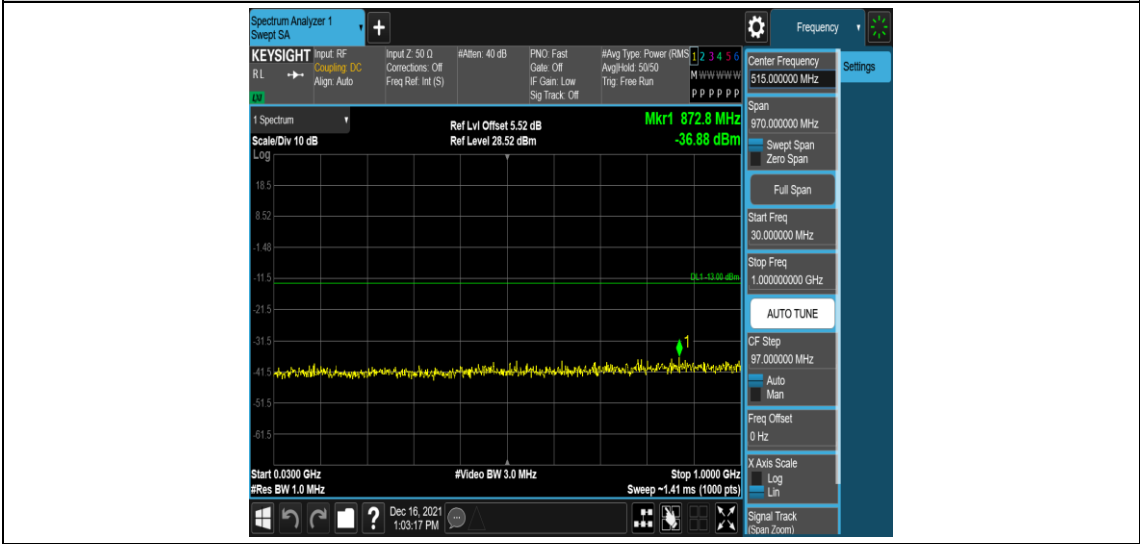 Spectrum Analyzer 1
Swept SA
+
Frequency
KEYSIGHT
RL
Input: RF
Coupling: DC
Align: Auto
Input Z: 50 Ω
Corrections: Off
Freq Ref: Int (S)
#Atten: 40 dB
PNO: Fast
Gate: Off
IF Gain: Low
Sig Track: Off
#Avg Type: Power (RMS
Avg|Hold: 50/50
Trig: Free Run
1 2 3 4 5 6
M W W W W W
P P P P P P
1 Spectrum
Scale/Div 10 dB
Log
Ref Lvl Offset 5.52 dB
Ref Level 28.52 dBm
Mkr1 872.8 MHz
-36.88 dBm
18.5
8.52
-1.48
-11.5
-21.5
-31.5
-41.5
-51.5
-61.5
DL1 -13.00 dBm
1
Start 0.0300 GHz
#Res BW 1.0 MHz
#Video BW 3.0 MHz
Stop 1.0000 GHz
Sweep ~1.41 ms (1000 pts)
?
Dec 16, 2021
1:03:17 PM
Center Frequency
515.000000 MHz
Span
970.000000 MHz
Swept Span
Zero Span
Full Span
Start Freq
30.000000 MHz
Stop Freq
1.000000000 GHz
AUTO TUNE
CF Step
97.000000 MHz
Auto
Man
Freq Offset
0 Hz
X Axis Scale
Log
Lin
Signal Track
(Span Zoom)
Settings